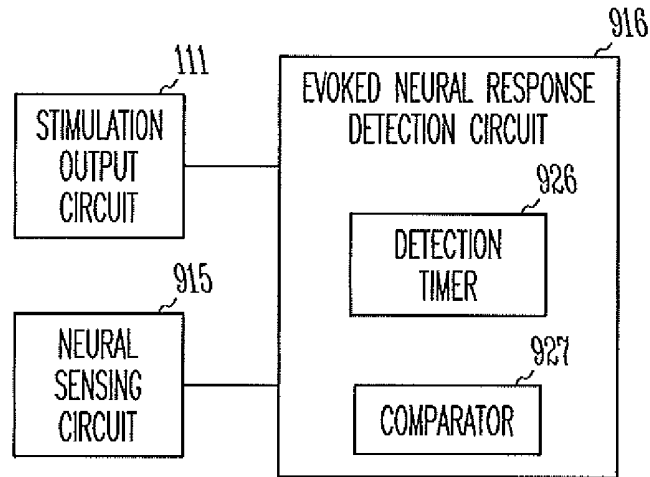 111
STIMULATION
OUTPUT
CIRCUIT
915
NEURAL
SENSING
CIRCUIT
916
EVOKED NEURAL RESPONSE
DETECTION CIRCUIT
926
DETECTION
TIMER
927
COMPARATOR